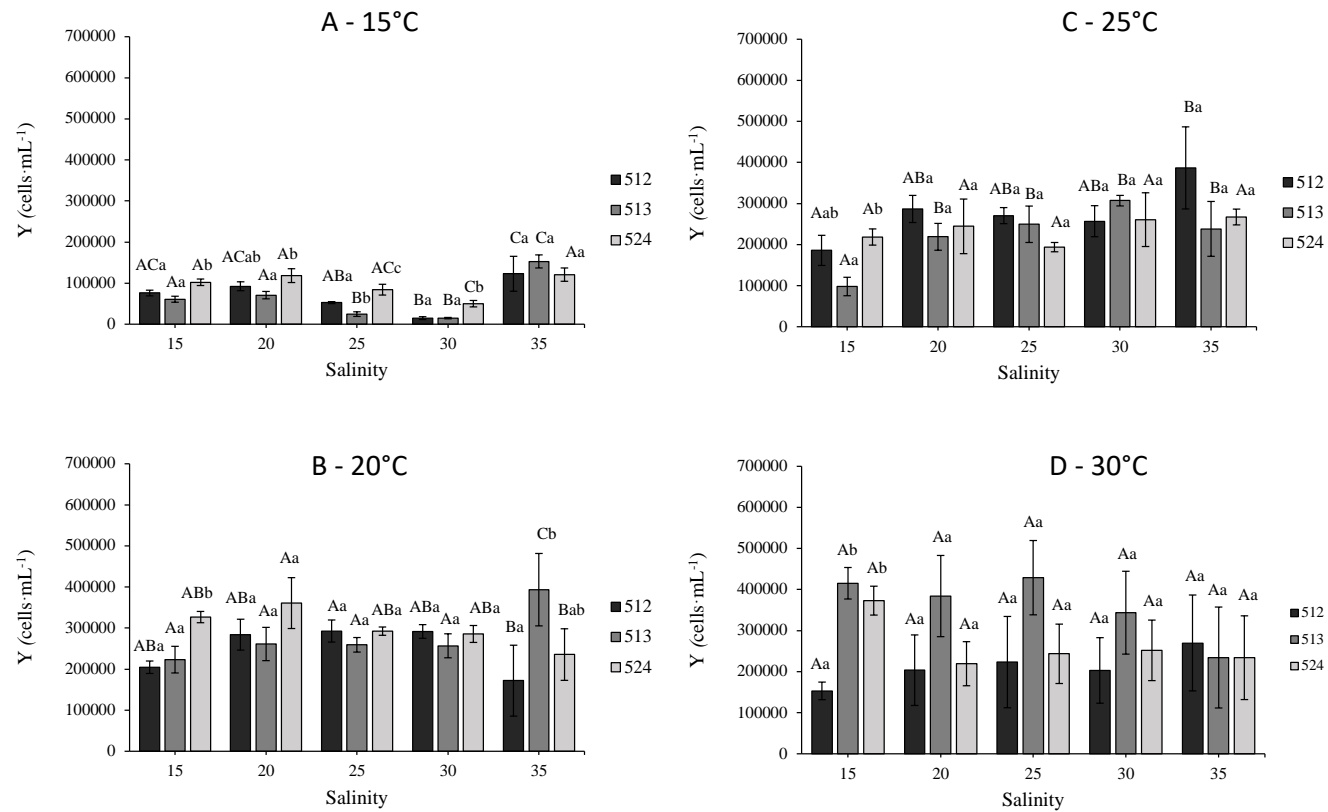 A - 15°C
700000
600000
500000
400000
300000
200000
100000
0
Y (cells·mL-1)
ACa Aa Ab ACab Aa Ab ABa Bb ACc Ba Ba Cb Ca Ca Aa
15 20 25 30 35
Salinity
512
513
524
C - 25°C
700000
600000
500000
400000
300000
200000
100000
0
Y (cells·mL-1)
Aab Aa Ab ABa Ba Aa ABa Ba Aa ABa Ba Aa Ba Ba Aa
15 20 25 30 35
Salinity
512
513
524
B - 20°C
700000
600000
500000
400000
300000
200000
100000
0
Y (cells·mL-1)
ABa Aa ABb ABa Aa Aa Aa Aa ABa ABa Aa ABa Ba Cb Bab
15 20 25 30 35
Salinity
512
513
524
D - 30°C
700000
600000
500000
400000
300000
200000
100000
0
Y (cells·mL-1)
Aa Ab Ab Aa Aa Aa Aa Aa Aa Aa Aa Aa Aa Aa Aa
15 20 25 30 35
Salinity
512
513
524